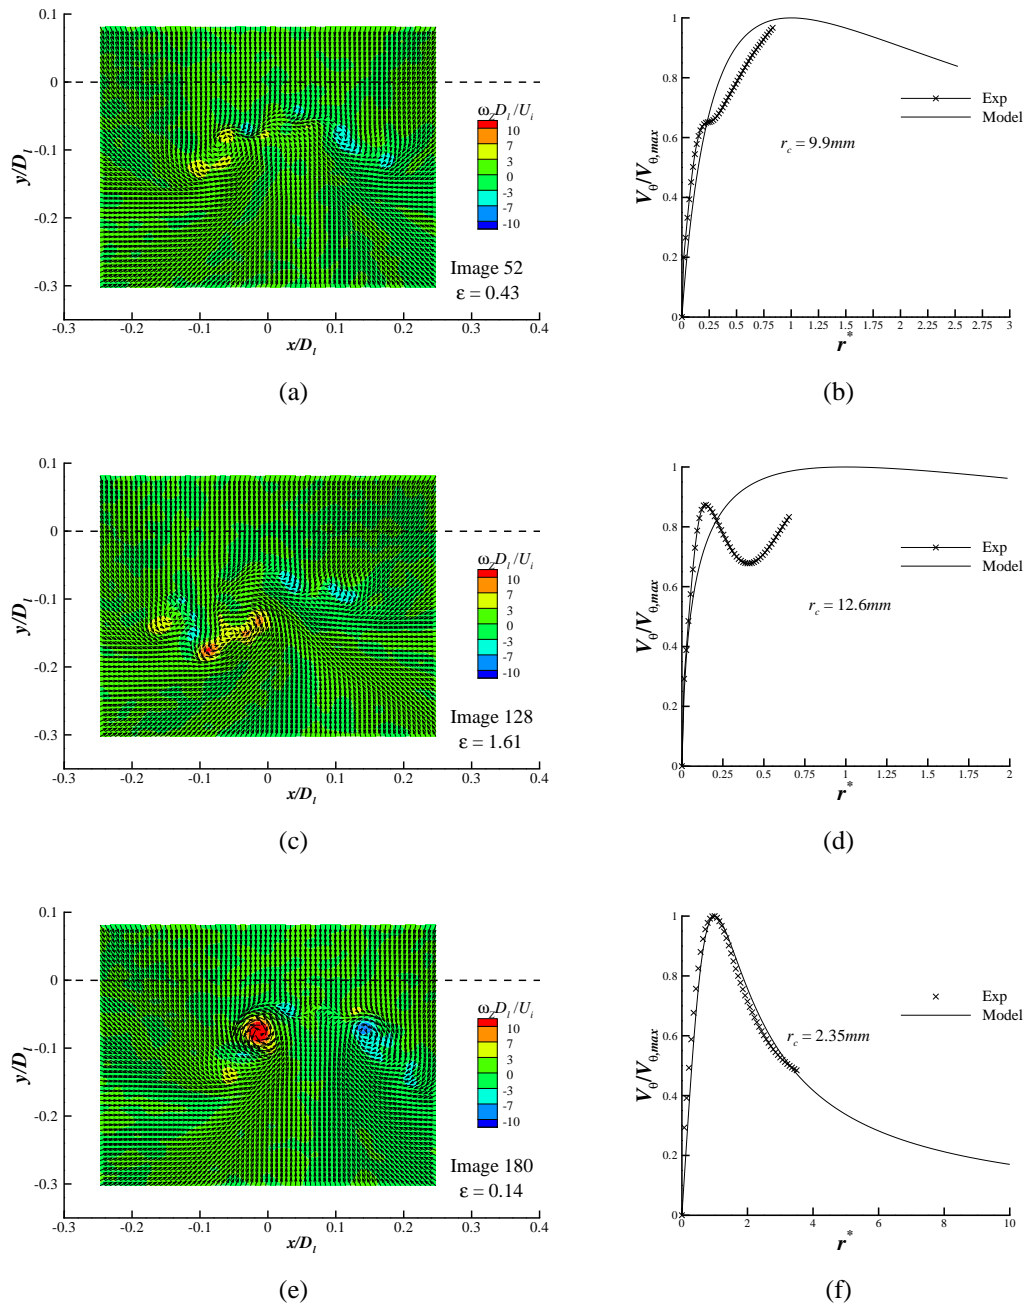 0.1
0
-0.1
-0.2
-0.3
y/D_l
-0.3 -0.2 -0.1 0 0.1 0.2 0.3 0.4
x/D_l
ω_Z D_l /U_i
10
7
3
0
-3
-7
-10
Image 52
ε = 0.43
(a)
1
0.8
0.6
0.4
0.2
0
V_θ/V_θ,max
0 0.25 0.5 0.75 1 1.25 1.5 1.75 2 2.25 2.5 2.75 3
r*
Exp
Model
r_c = 9.9mm
(b)
0.1
0
-0.1
-0.2
-0.3
y/D_l
-0.3 -0.2 -0.1 0 0.1 0.2 0.3 0.4
x/D_l
ω_Z D_l /U_i
10
7
3
0
-3
-7
-10
Image 128
ε = 1.61
(c)
1
0.8
0.6
0.4
0.2
0
V_θ/V_θ,max
0 0.25 0.5 0.75 1 1.25 1.5 1.75 2
r*
Exp
Model
r_c = 12.6mm
(d)
0.1
0
-0.1
-0.2
-0.3
y/D_l
-0.3 -0.2 -0.1 0 0.1 0.2 0.3 0.4
x/D_l
ω_Z D_l /U_i
10
7
3
0
-3
-7
-10
Image 180
ε = 0.14
(e)
1
0.8
0.6
0.4
0.2
0
V_θ/V_θ,max
0 2 4 6 8 10
r*
Exp
Model
r_c = 2.35mm
(f)